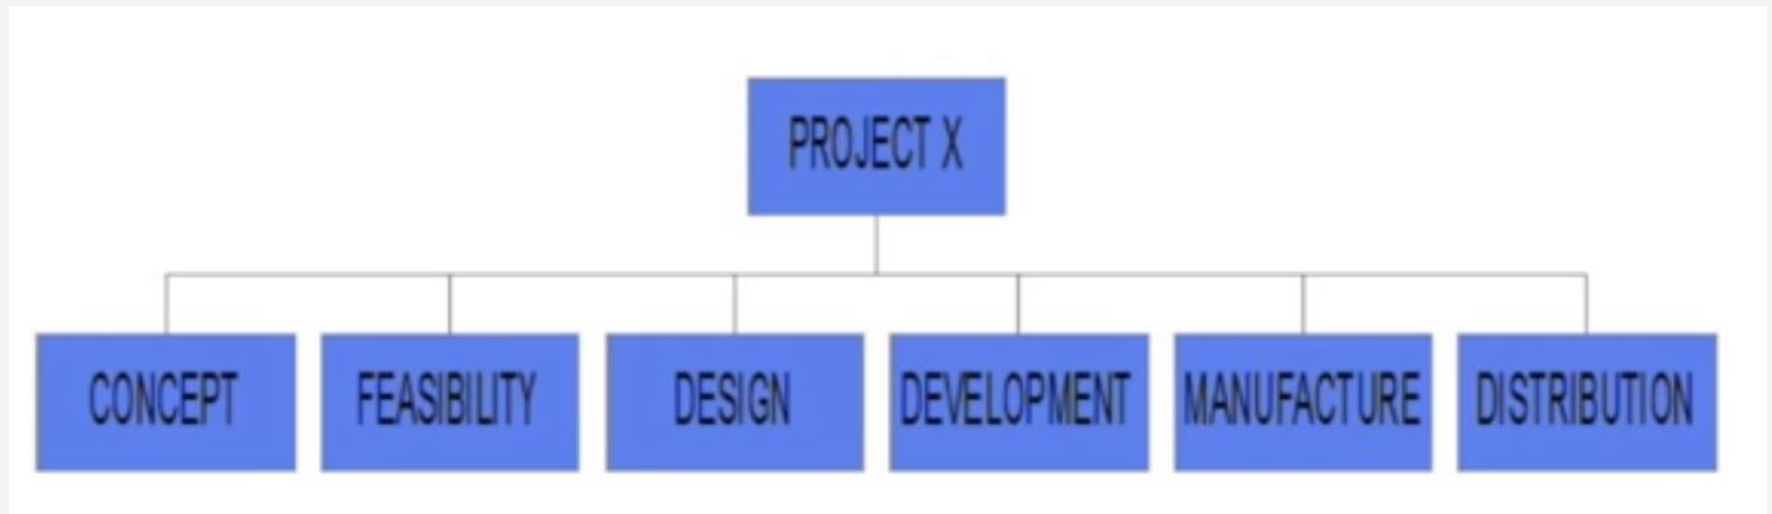 PROJECT X
CONCEPT
FEASIBILITY
DESIGN
DEVELOPMENT
MANUFACTURE
DISTRIBUTION